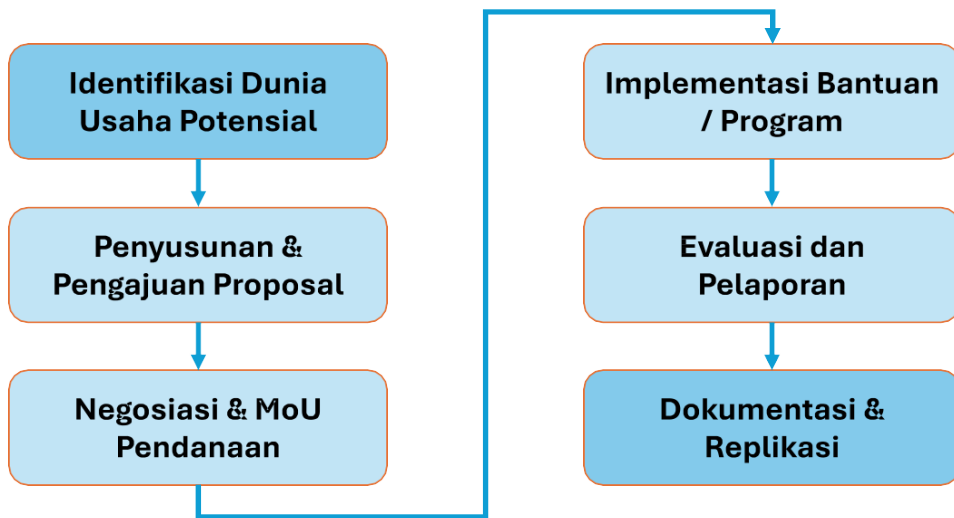 Identifikasi Dunia
Usaha Potensial
Penyusunan &
Pengajuan Proposal
Negosiasi & MoU
Pendanaan
Implementasi Bantuan
/ Program
Evaluasi dan
Pelaporan
Dokumentasi &
Replikasi